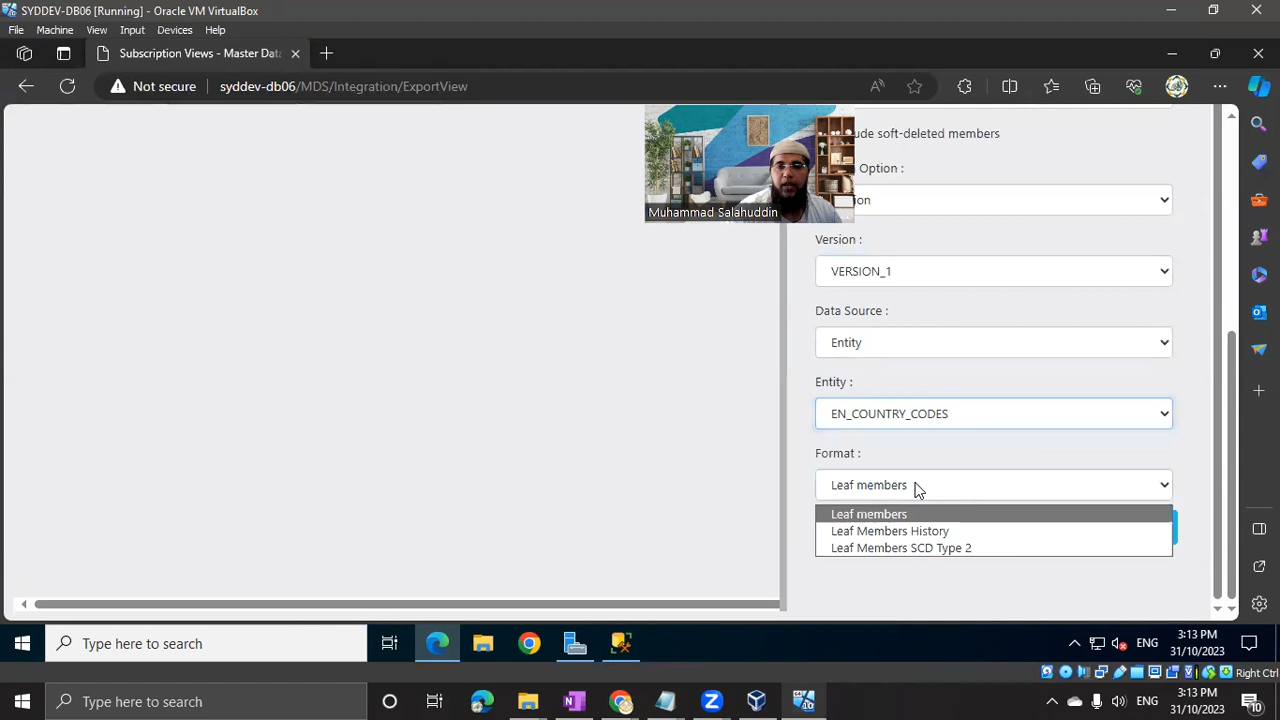 SYDDEV-DB06 [Running] - Oracle VM VirtualBox
File Machine View Input Devices Help
Subscription Views - Master Data
Not secure syddev-db06/MDS/Integration/ExportView
ude soft-deleted members
Option :
ion
Muhammad Salahuddin
Version :
VERSION_1
Data Source :
Entity
Entity :
EN_COUNTRY_CODES
Format :
Leaf members
Leaf members
Leaf Members History
Leaf Members SCD Type 2
Type here to search
ENG
3:13 PM
31/10/2023
Right Ctrl
Type here to search
ENG
3:13 PM
31/10/2023
10